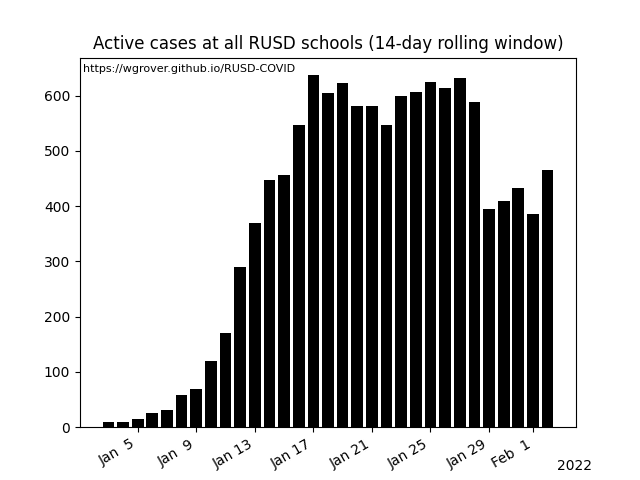 Active cases at all RUSD schools (14-day rolling window)
https://wgrover.github.io/RUSD-COVID
600
500
400
300
200
100
0
Jan 5
Jan 9
Jan 13
Jan 17
Jan 21
Jan 25
Jan 29
Feb 1
2022